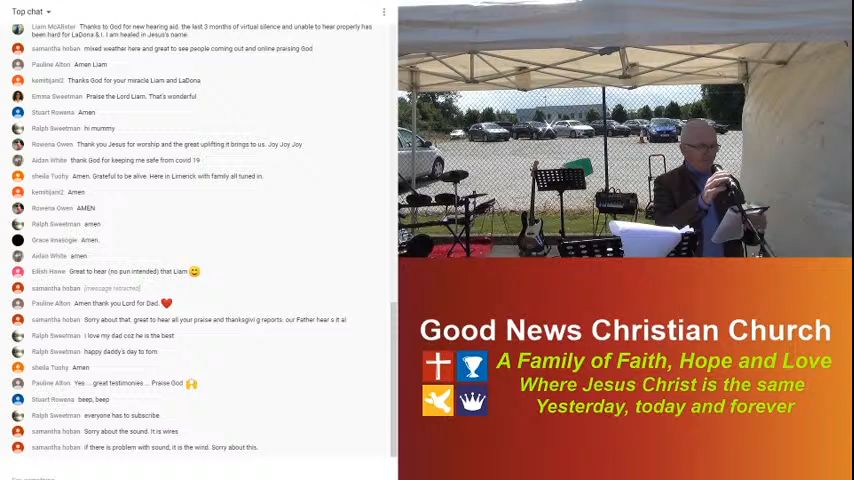 Top chat
Liam McAlister Thanks to God for new hearing aid. the last 3 months of virtual silence and unable to hear properly has
been hard for LaDona & I. I am healed in Jesus's name.
samantha hoban mixed weather here and great to see people coming out and online praising God
Pauline Alton Amen Liam
kemitijani2 Thanks God for your miracle Liam and LaDona
Emma Sweetman Praise the Lord Liam. That's wonderful
Stuart Rowena Amen
Ralph Sweetman hi mummy
Rowena Owen Thank you Jesus for worship and the great uplifting it brings to us. Joy Joy Joy
Aidan White thank God for keeping me safe from covid 19
sheila Tuohy Amen. Grateful to be alive. Here in Limerick with family all tuned in.
kemitijani2 Amen
Rowena Owen AMEN
Ralph Sweetman amen
Grace Imasogie Amen.
Aidan White amen
Eilish Howe Great to hear (no pun intended) that Liam 😊
samantha hoban [message retracted]
Pauline Alton Amen thank you Lord for Dad. ❤️
samantha hoban Sorry about that. great to hear all your praise and thanksgivi g reports. our Father hear s it al
Ralph Sweetman I love my dad coz he is the best
Ralph Sweetman happy daddy's day to tom
sheila Tuohy Amen
Pauline Alton Yes ... great testimonies ... Praise God 🙌
Stuart Rowena beep, beep
Ralph Sweetman everyone has to subscribe
samantha hoban Sorry about the sound. It is wires
samantha hoban if there is problem with sound, it is the wind. Sorry about this.
Good News Christian Church
A Family of Faith, Hope and Love
Where Jesus Christ is the same
Yesterday, today and forever